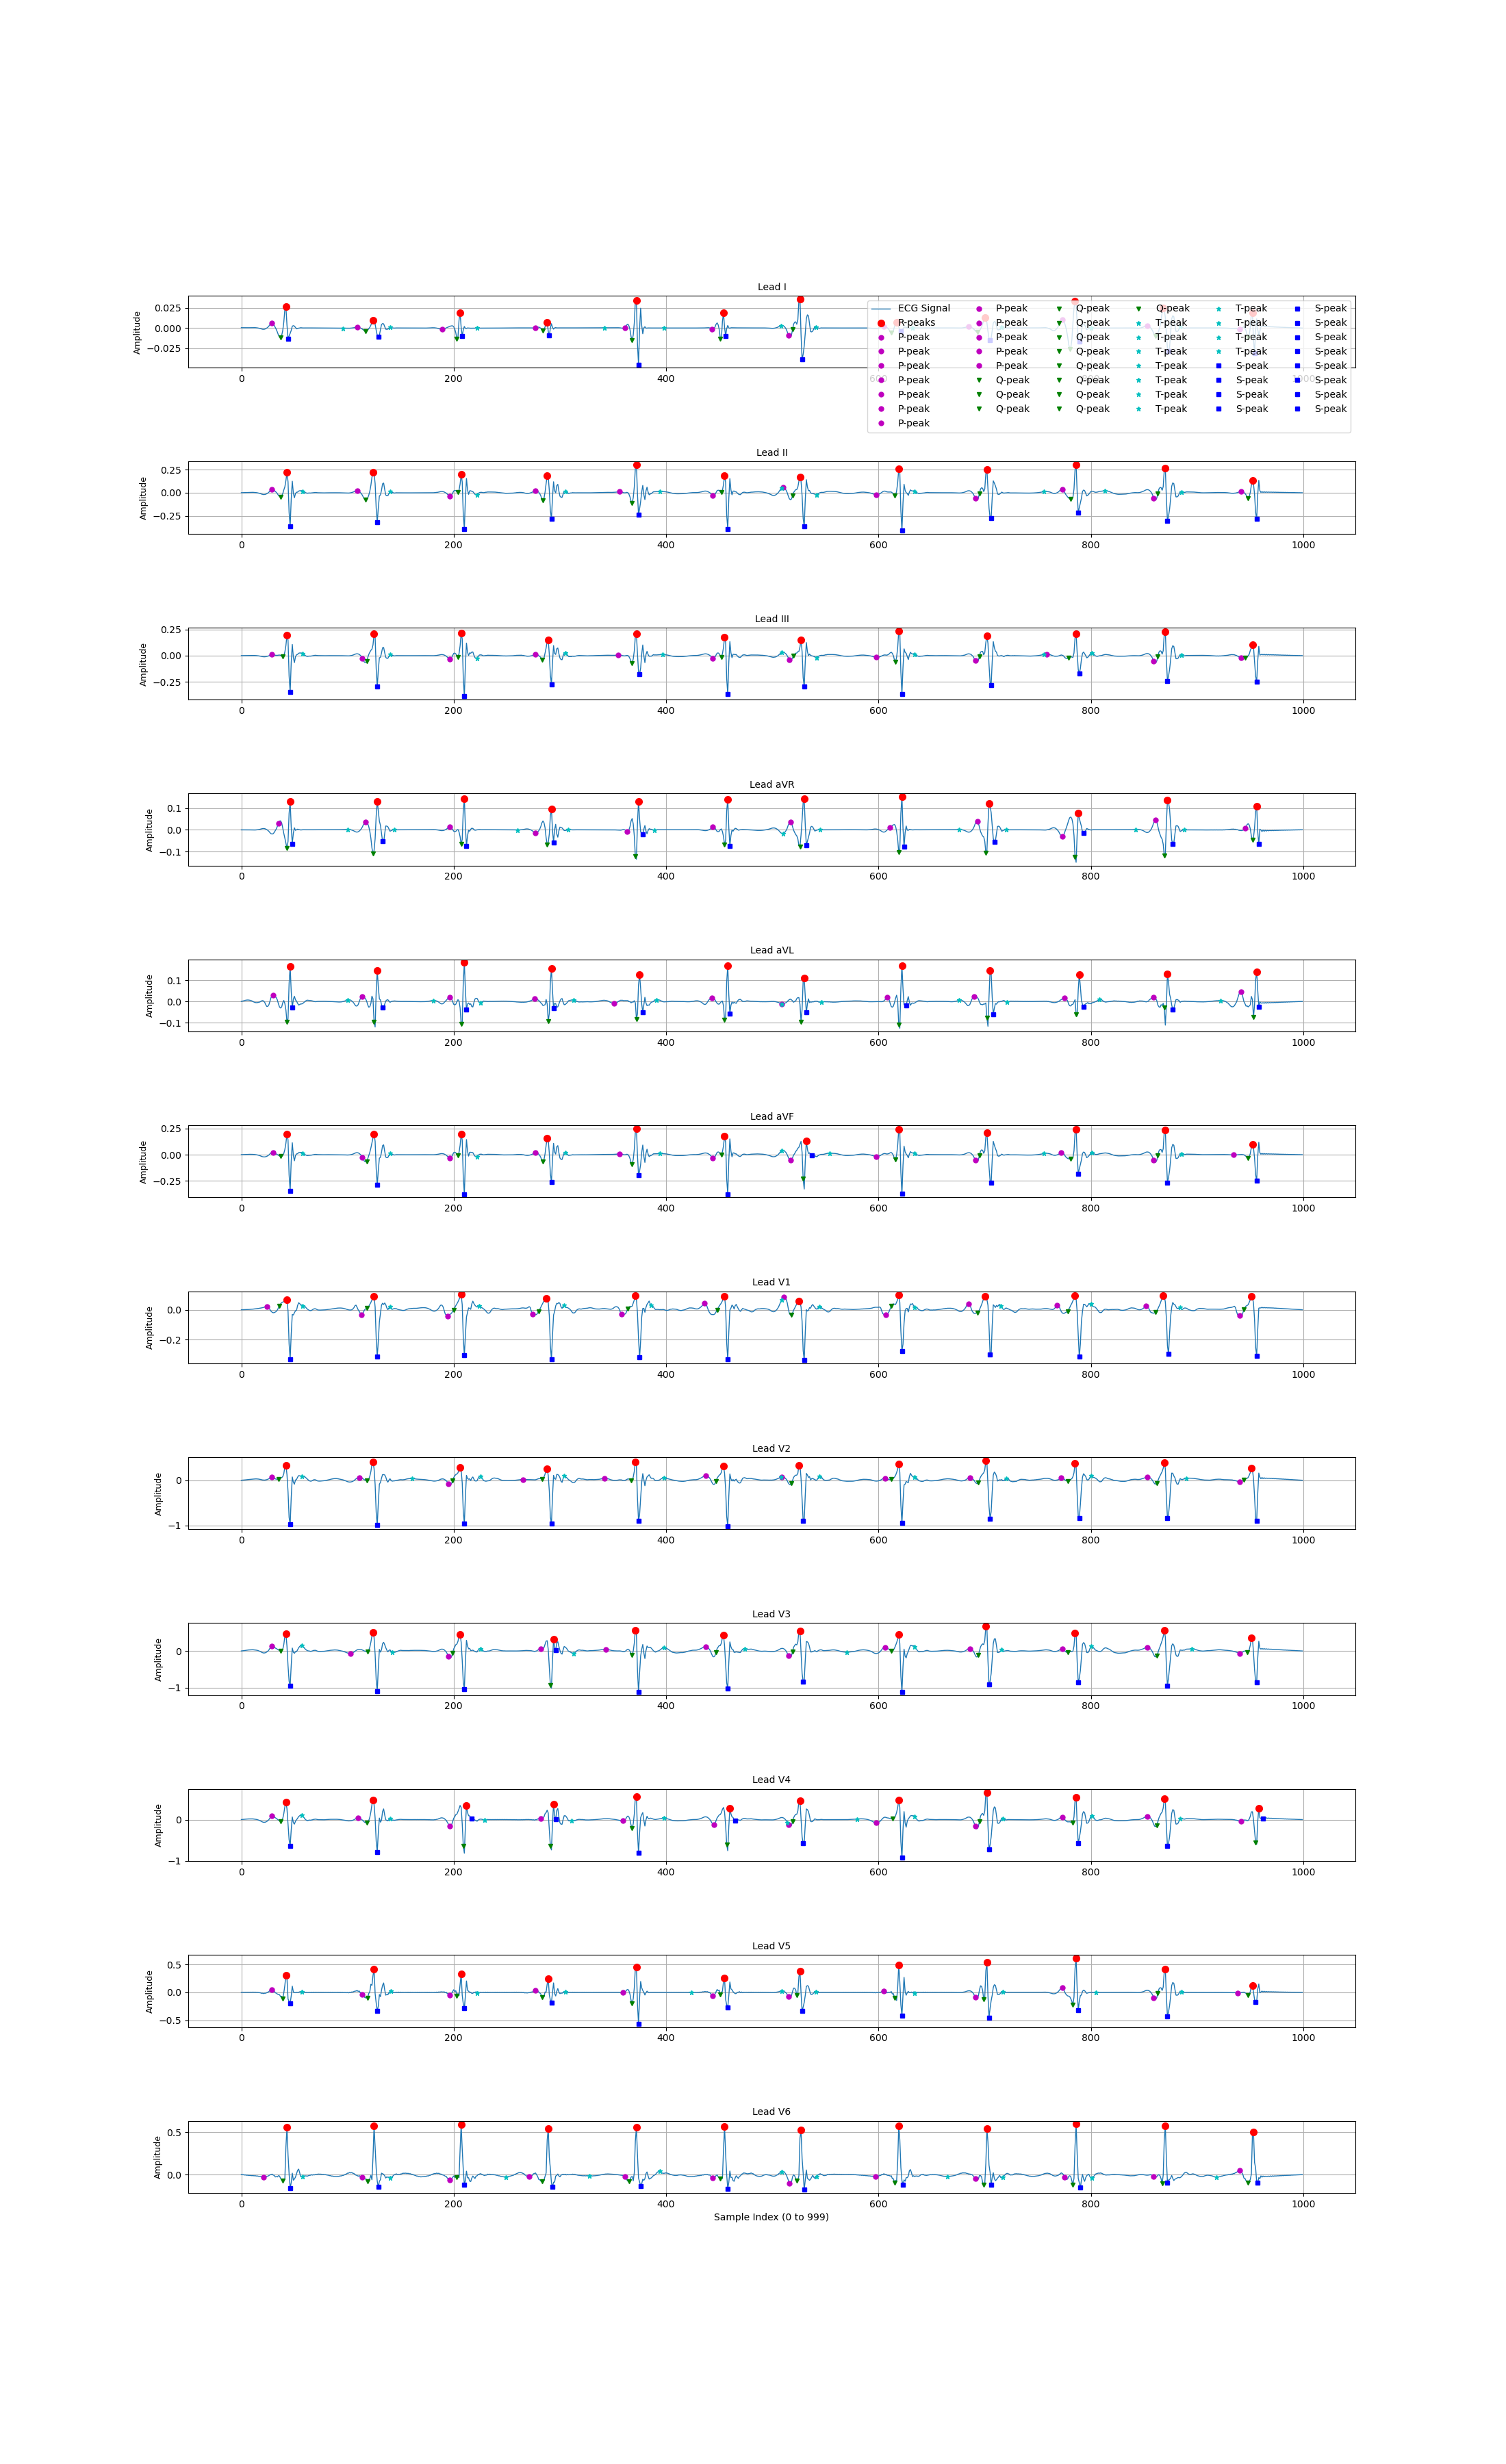 Lead I
Amplitude
0.025
0.000
−0.025
0 200 400
ECG Signal P-peak Q-peak Q-peak T-peak S-peak
R-peaks P-peak Q-peak T-peak T-peak S-peak
P-peak P-peak Q-peak T-peak T-peak S-peak
P-peak P-peak Q-peak T-peak T-peak S-peak
P-peak P-peak Q-peak T-peak S-peak S-peak
P-peak Q-peak Q-peak T-peak S-peak S-peak
P-peak Q-peak Q-peak T-peak S-peak S-peak
P-peak Q-peak Q-peak T-peak S-peak S-peak
P-peak
Lead II
Amplitude
0.25
0.00
−0.25
0 200 400 600 800 1000
Lead III
Amplitude
0.25
0.00
−0.25
0 200 400 600 800 1000
Lead aVR
Amplitude
0.1
0.0
−0.1
0 200 400 600 800 1000
Lead aVL
Amplitude
0.1
0.0
−0.1
0 200 400 600 800 1000
Lead aVF
Amplitude
0.25
0.00
−0.25
0 200 400 600 800 1000
Lead V1
Amplitude
0.0
−0.2
0 200 400 600 800 1000
Lead V2
Amplitude
0
−1
0 200 400 600 800 1000
Lead V3
Amplitude
0
−1
0 200 400 600 800 1000
Lead V4
Amplitude
0
−1
0 200 400 600 800 1000
Lead V5
Amplitude
0.5
0.0
−0.5
0 200 400 600 800 1000
Lead V6
Amplitude
0.5
0.0
0 200 400 600 800 1000
Sample Index (0 to 999)